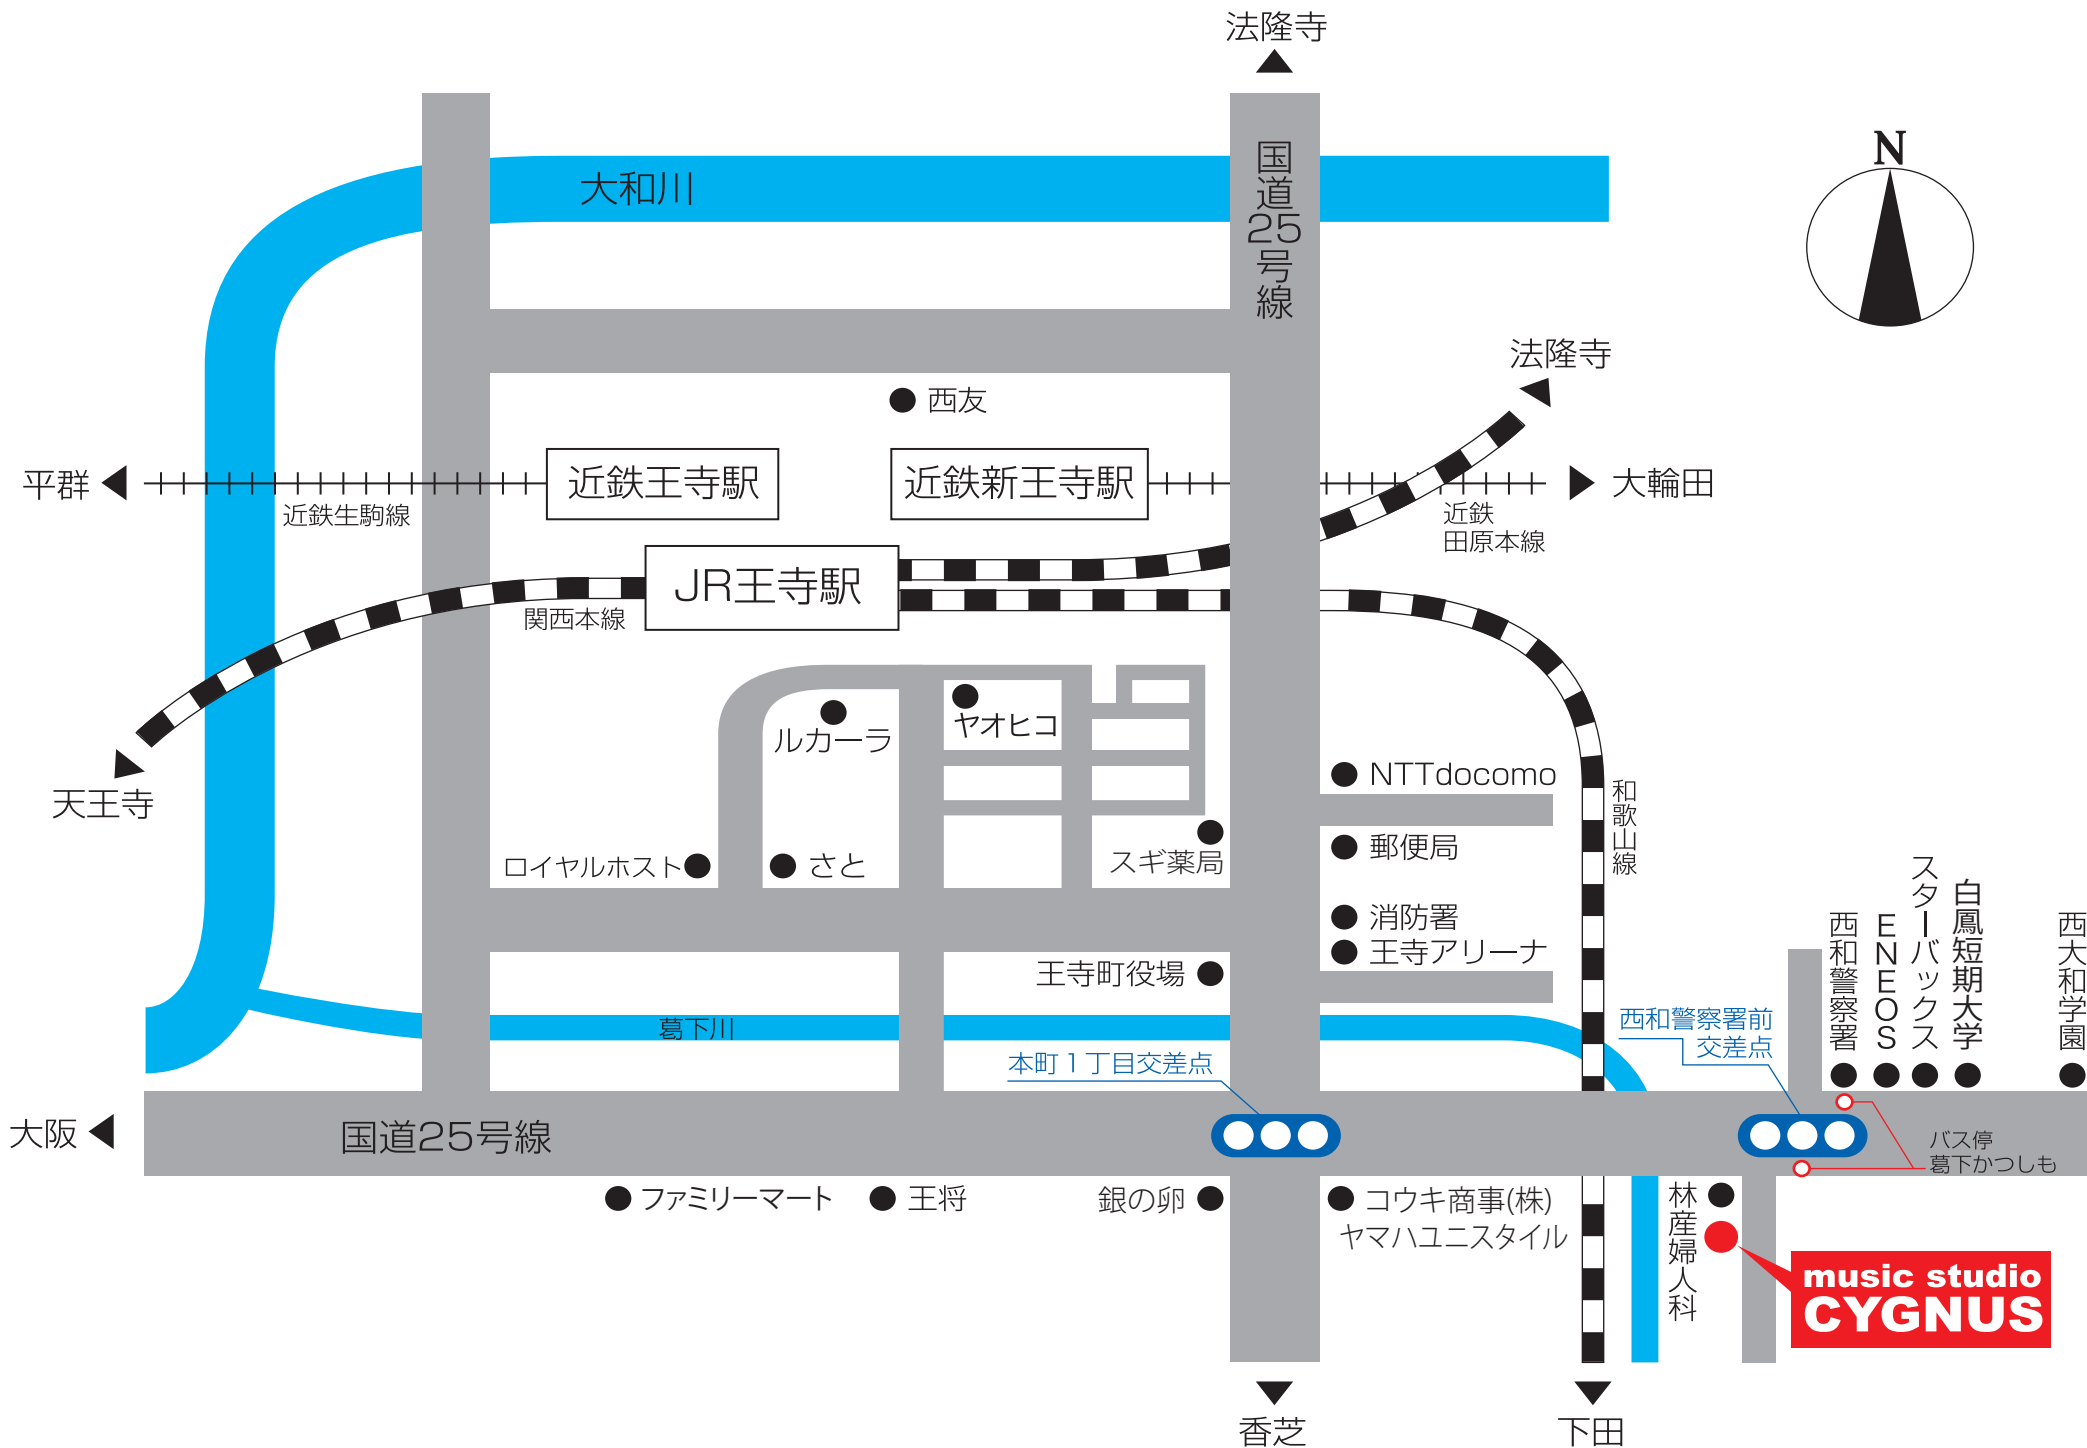 法隆寺
N
国道25号線
大和川
法隆寺
西友
平群
近鉄王寺駅
近鉄新王寺駅
大輪田
近鉄生駒線
近鉄
田原本線
JR王寺駅
関西本線
天王寺
ルカーラ
ヤオヒコ
NTTdocomo
和歌山線
郵便局
スギ薬局
ロイヤルホスト
さと
消防署
王寺アリーナ
王寺町役場
西和警察署
ENEOS
スターバックス
白鳳短期大学
西大和学園
葛下川
西和警察署前
交差点
本町1丁目交差点
大阪
国道25号線
バス停
葛下かつしも
ファミリーマート
王将
銀の卵
コウキ商事(株)
ヤマハユニスタイル
林産婦人科
music studio
CYGNUS
香芝
下田